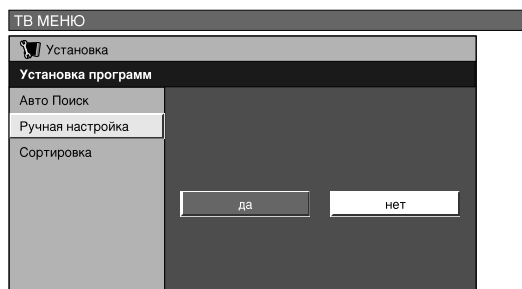 ТВ МЕНЮ
Установка
Установка программ
Авто Поиск
Ручная настройка
Сортировка
да нет